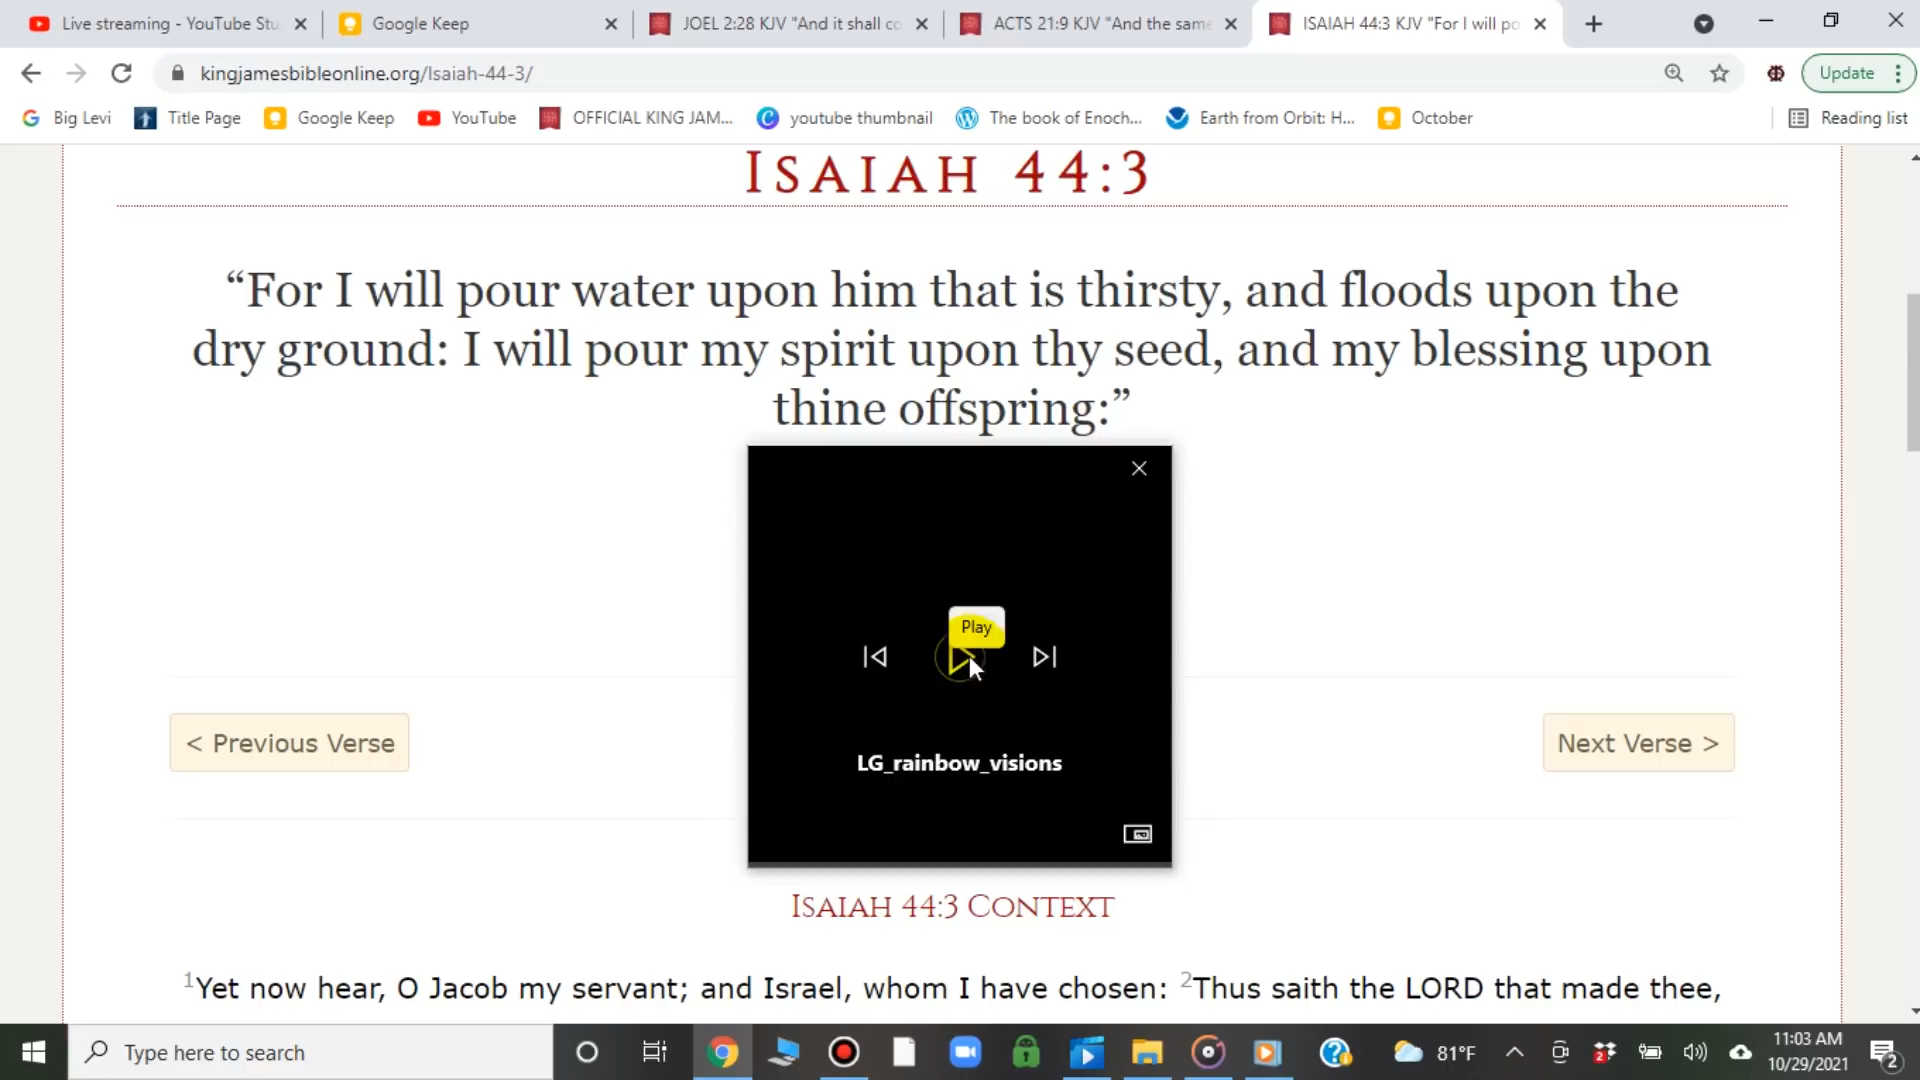 Live streaming - YouTube Stu
Google Keep
JOEL 2:28 KJV "And it shall co
ACTS 21:9 KJV "And the same
ISAIAH 44:3 KJV "For I will po
kingjamesbibleonline.org/Isaiah-44-3/
Update
Big Levi
Title Page
Google Keep
YouTube
OFFICIAL KING JAM...
youtube thumbnail
The book of Enoch...
Earth from Orbit: H...
October
Reading list
ISAIAH 44:3
“For I will pour water upon him that is thirsty, and floods upon the
dry ground: I will pour my spirit upon thy seed, and my blessing upon
thine offspring:”
Play
LG_rainbow_visions
< Previous Verse
Next Verse >
ISAIAH 44:3 CONTEXT
1Yet now hear, O Jacob my servant; and Israel, whom I have chosen: 2Thus saith the LORD that made thee,
Type here to search
81°F
11:03 AM
10/29/2021
2
2